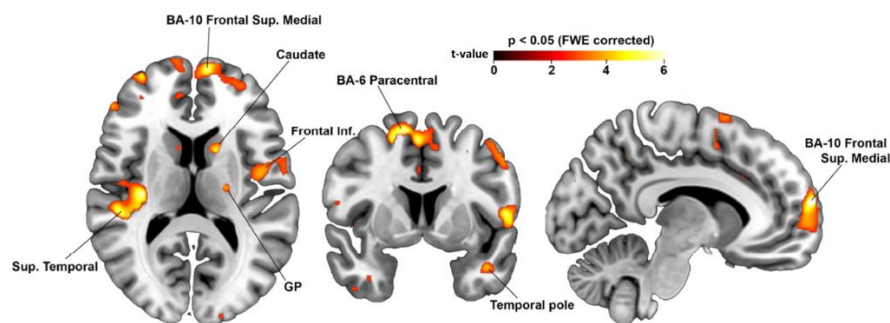 BA-10 Frontal Sup. Medial
Caudate
Frontal Inf.
Sup. Temporal
GP
p < 0.05 (FWE corrected)
t-value
0 2 4 6
BA-6 Paracentral
Temporal pole
BA-10 Frontal
Sup. Medial